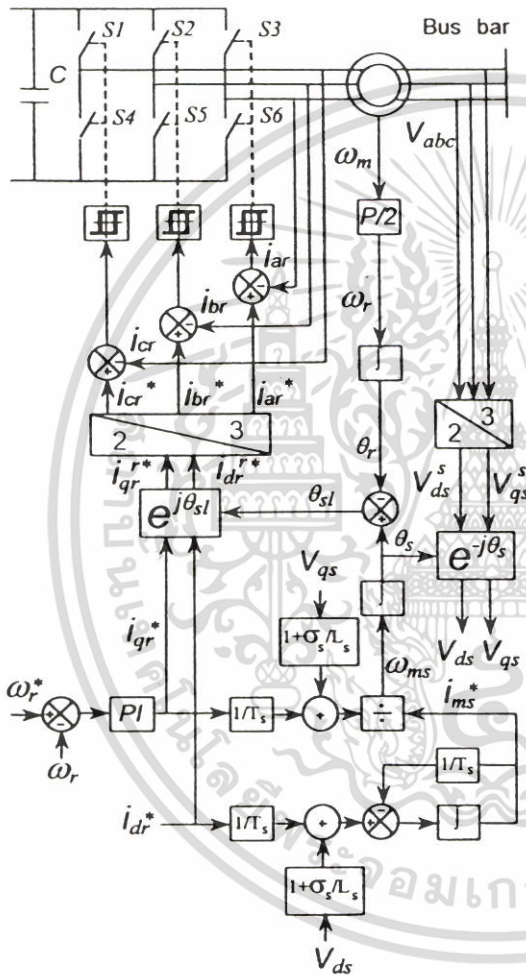 S1
S2
S3
Bus bar
C
S4
S5
S6
V_abc
ω_m
P/2
i_ar
i_br
ω_r
i_cr
∫
i_cr*
i_br*
i_ar*
2 3
2 3
i_qr^r*
i_dr^r*
θ_r
V_ds^s
V_qs^s
e^jθ_sl
θ_sl
θ_s
e^-jθ_s
V_qs
∫
i_qr*
1+σ_s/L_s
ω_ms
V_ds
V_qs
i_ms*
ω_r*
PI
1/T_s
÷
ω_r
1/T_s
i_dr*
1/T_s
∫
1+σ_s/L_s
V_ds